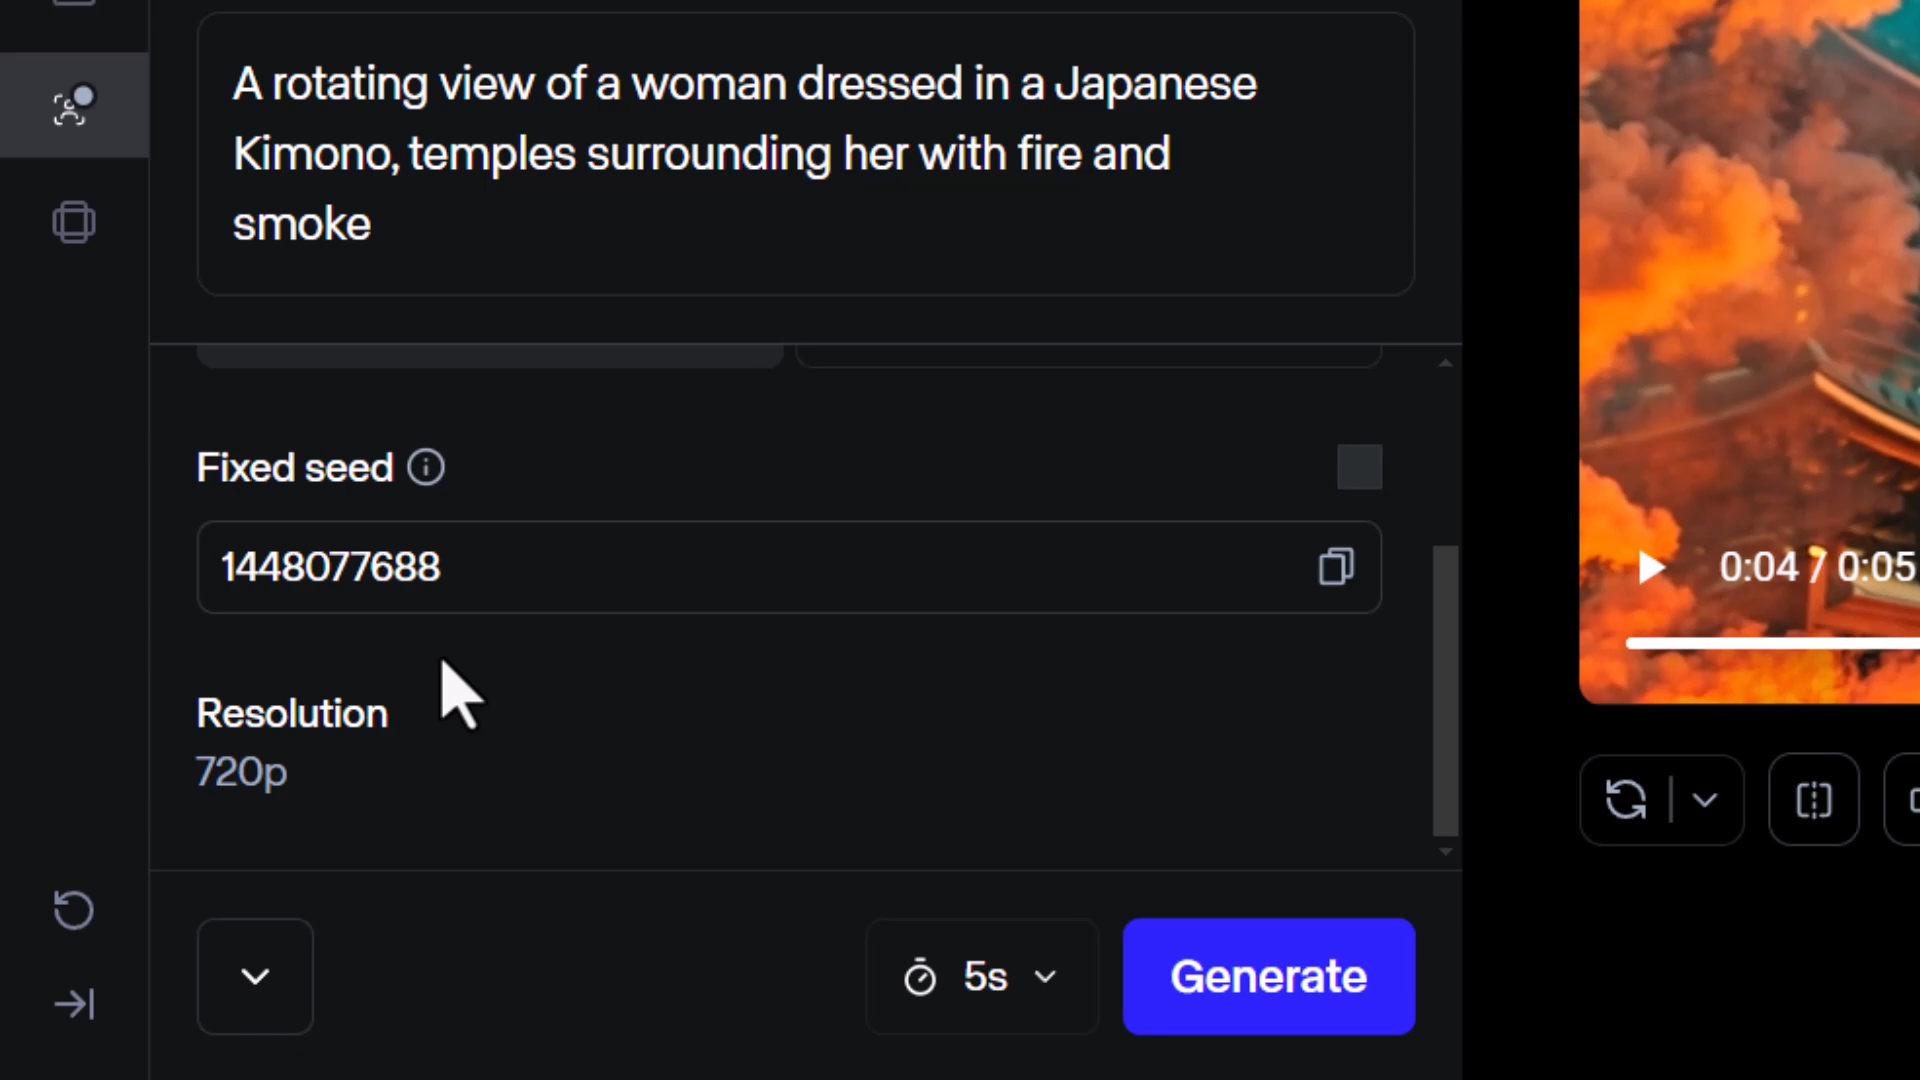 A rotating view of a woman dressed in a Japanese
Kimono, temples surrounding her with fire and
smoke
Fixed seed
1448077688
0:04 / 0:05
Resolution
720p
5s
Generate